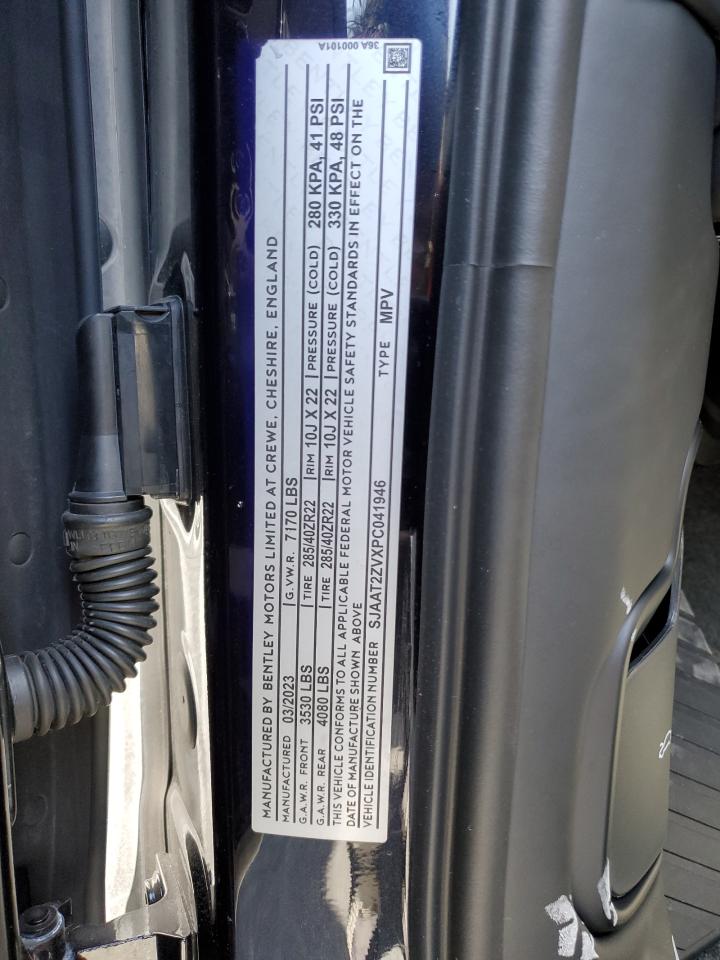 MANUFACTURED BY BENTLEY MOTORS LIMITED AT CREWE, CHESHIRE, ENGLAND
MANUFACTURED 03/2023 G.V.W.R. 7170 LBS
G.A.W.R. FRONT 3530 LBS TIRE 285/40ZR22 RIM 10J X 22 PRESSURE (COLD) 280 KPA, 41 PSI
G.A.W.R. REAR 4080 LBS TIRE 285/40ZR22 RIM 10J X 22 PRESSURE (COLD) 330 KPA, 48 PSI
THIS VEHICLE CONFORMS TO ALL APPLICABLE FEDERAL MOTOR VEHICLE SAFETY STANDARDS IN EFFECT ON THE
DATE OF MANUFACTURE SHOWN ABOVE
VEHICLE IDENTIFICATION NUMBER SJAAT2ZVXPC041946 TYPE MPV
36A 000101A